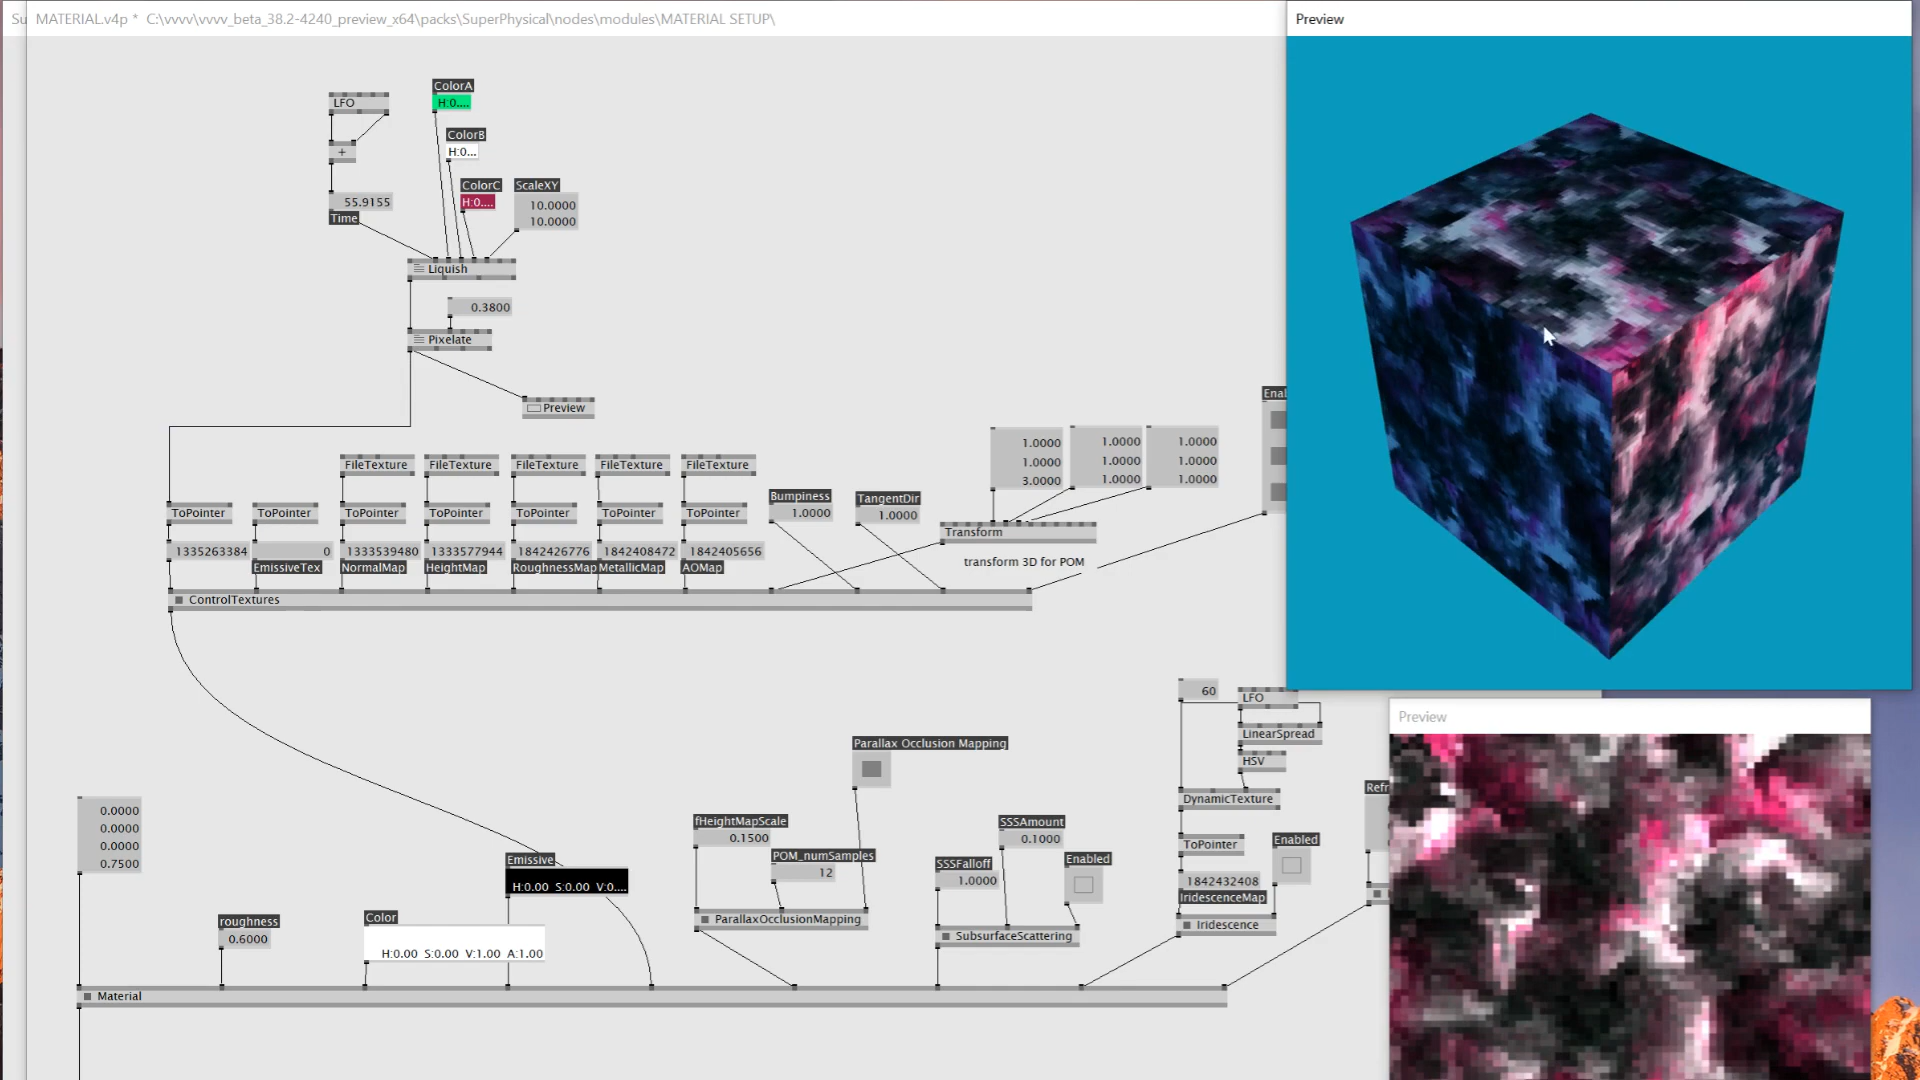 Su MATERIAL.v4p * C:\vvvv\vvvv_beta_38.2-4240_preview_x64\packs\SuperPhysical\nodes\modules\MATERIAL SETUP\
Preview
LFO
ColorA
H:0....
+
ColorB
H:0...
ColorC
H:0....
ScaleXY
10.0000
10.0000
55.9155
Time
Liquish
0.3800
Pixelate
Preview
Enal
1.0000
1.0000
3.0000
1.0000
1.0000
1.0000
1.0000
1.0000
1.0000
FileTexture
FileTexture
FileTexture
FileTexture
FileTexture
Bumpiness
1.0000
TangentDir
1.0000
ToPointer
ToPointer
ToPointer
ToPointer
ToPointer
ToPointer
ToPointer
Transform
transform 3D for POM
1335263384
0
1333539480
1333577944
1842426776
1842408472
1842405656
EmissiveTex
NormalMap
HeightMap
RoughnessMap
MetallicMap
AOMap
ControlTextures
60
LFO
LinearSpread
HSV
DynamicTexture
ToPointer
Enabled
1842432408
IridescenceMap
Iridescence
Refr
Preview
Parallax Occlusion Mapping
fHeightMapScale
0.1500
POM_numSamples
12
ParallaxOcclusionMapping
SSSAmount
0.1000
SSSFalloff
1.0000
Enabled
SubsurfaceScattering
0.0000
0.0000
0.0000
0.7500
Emissive
H:0.00 S:0.00 V:0....
roughness
0.6000
Color
H:0.00 S:0.00 V:1.00 A:1.00
Material